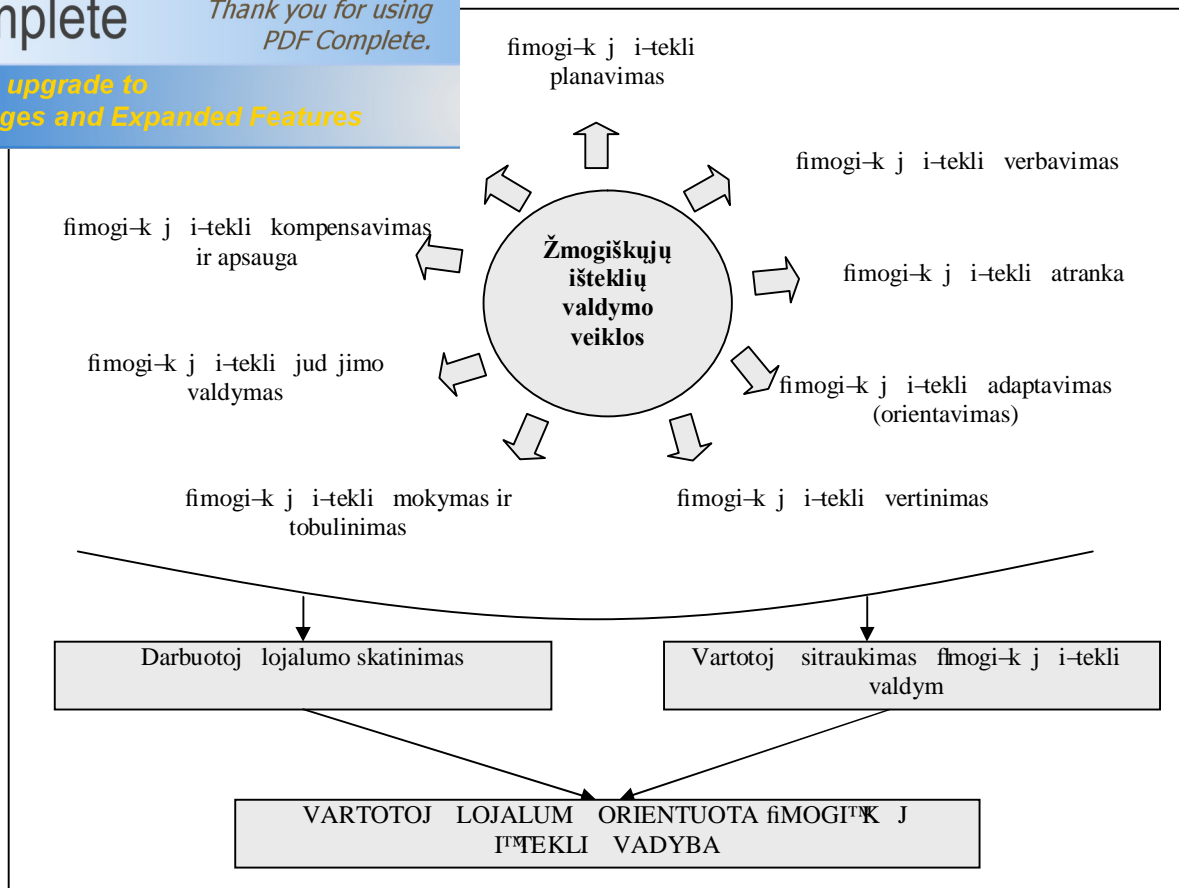 mplete
Thank you for using
PDF Complete.
upgrade to
ges and Expanded Features
fimogi–k j i–tekli
planavimas
fimogi–k j i–tekli verbavimas
fimogi–k j i–tekli kompensavimas
ir apsauga
Žmogiškųjų
išteklių
valdymo
veiklos
fimogi–k j i–tekli atranka
fimogi–k j i–tekli jud jimo
valdymas
fimogi–k j i–tekli adaptavimas
(orientavimas)
fimogi–k j i–tekli mokymas ir
tobulinimas
fimogi–k j i–tekli vertinimas
Darbuotoj lojalumo skatinimas
Vartotoj sitraukimas fimogi–k j i–tekli
valdym
VARTOTOJ LOJALUM ORIENTUOTA fiMOGI™K J
I™TEKLI VADYBA